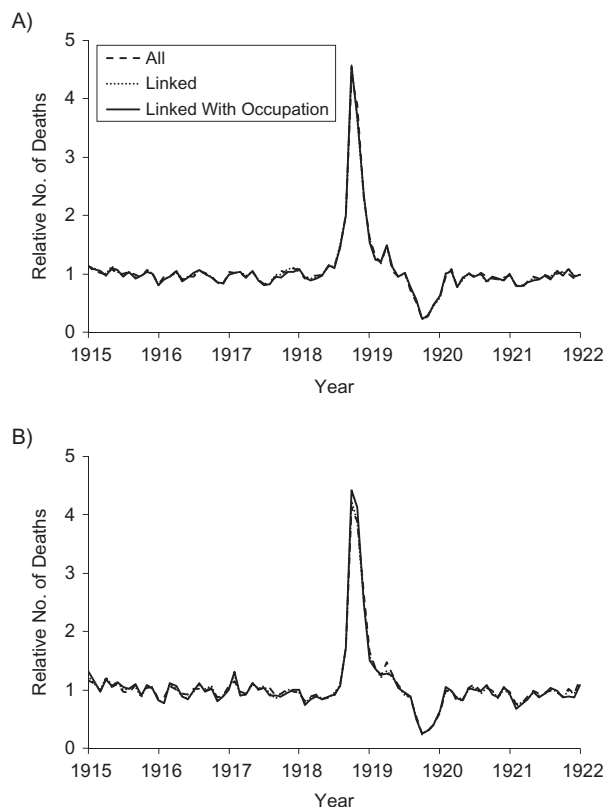 A)
Relative No. of Deaths
5
4
3
2
1
0
All
Linked
Linked With Occupation
1915 1916 1917 1918 1919 1920 1921 1922
Year
B)
Relative No. of Deaths
5
4
3
2
1
0
1915 1916 1917 1918 1919 1920 1921 1922
Year